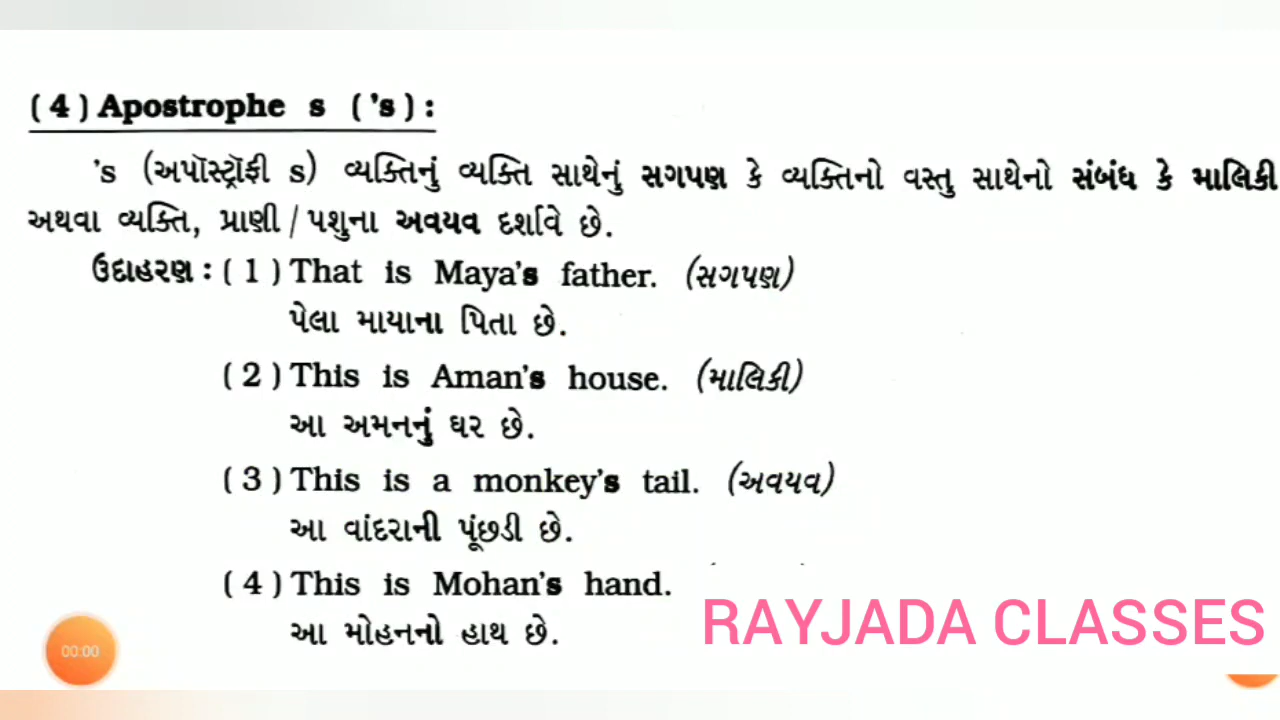 ( 4 ) Apostrophe s ( 's ) :
's (અપૉસ્ટ્રૉફી s) વ્યક્તિનું વ્યક્તિ સાથેનું સગપણ કે વ્યક્તિનો વસ્તુ સાથેનો સંબંધ કે માલિકી
અથવા વ્યક્તિ, પ્રાણી / પશુના અવયવ દર્શાવે છે.
ઉદાહરણ : ( 1 ) That is Maya's father. (સગપણ)
પેલા માયાના પિતા છે.
( 2 ) This is Aman's house. (માલિકી)
આ અમનનું ઘર છે.
( 3 ) This is a monkey's tail. (અવયવ)
આ વાંદરાની પૂંછડી છે.
( 4 ) This is Mohan's hand.
આ મોહનનો હાથ છે.
RAYJADA CLASSES
00:00